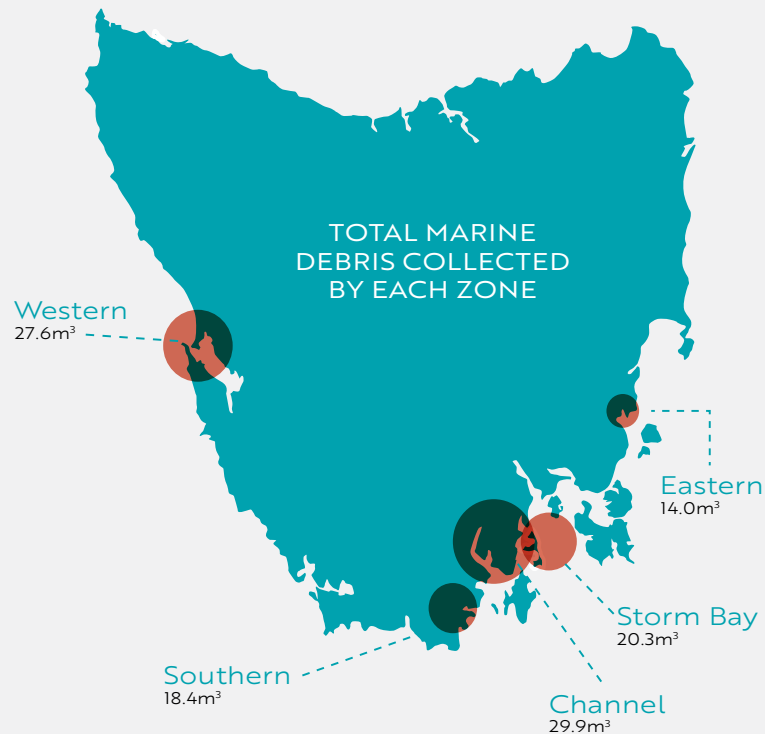 TOTAL MARINE
DEBRIS COLLECTED
BY EACH ZONE
Western
27.6m³
Eastern
14.0m³
Storm Bay
20.3m³
Southern
18.4m³
Channel
29.9m³